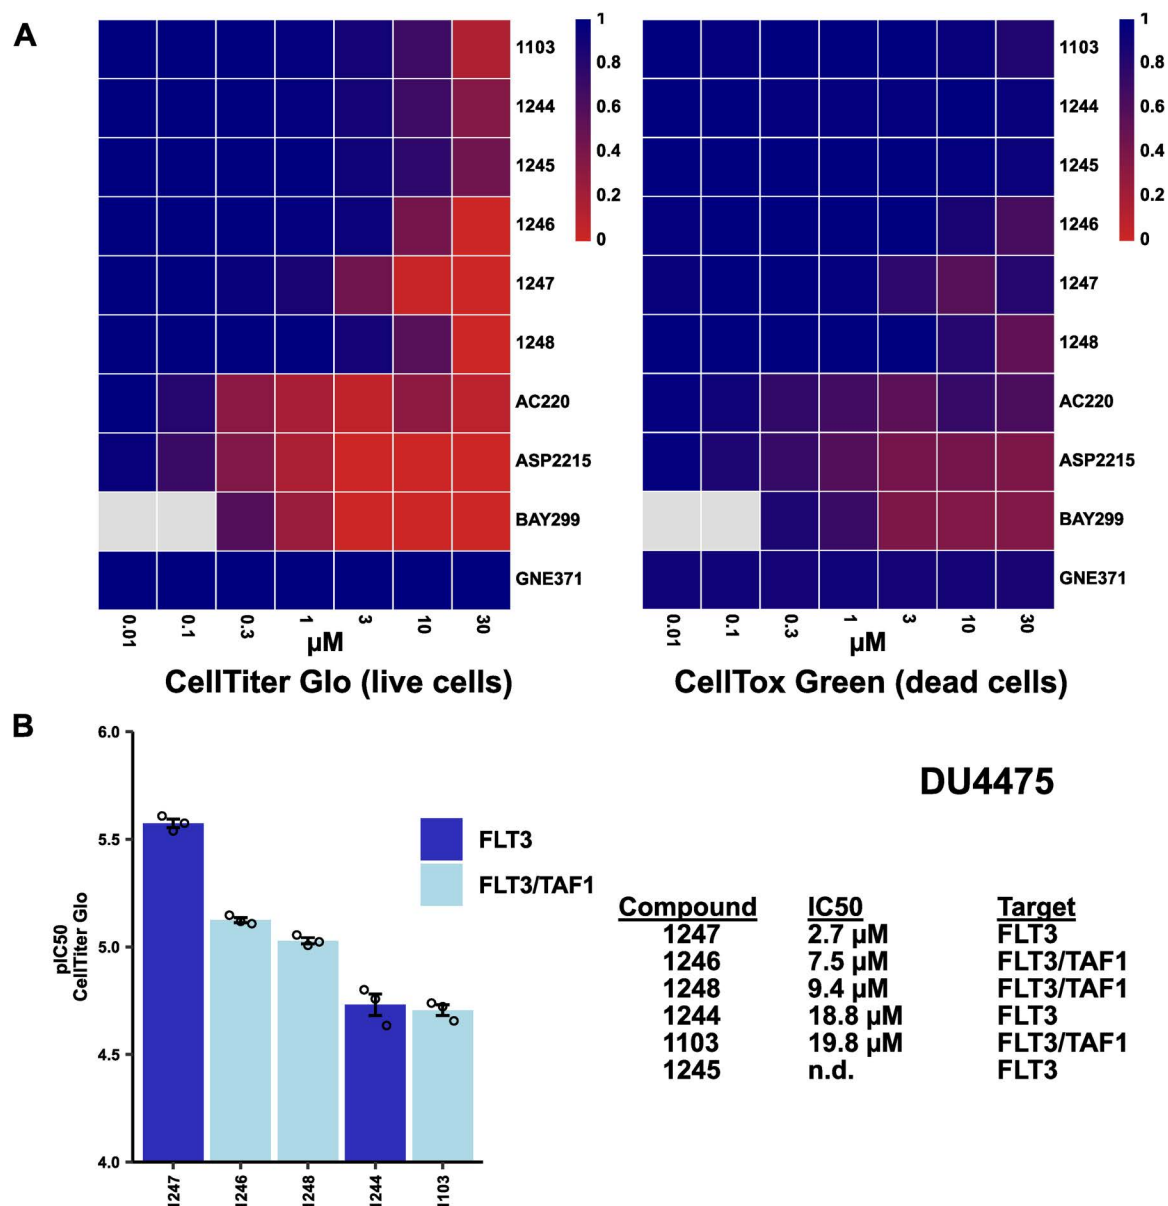 A
1
0.8
0.6
0.4
0.2
0
1103
1244
1245
1246
1247
1248
AC220
ASP2215
BAY299
GNE371
0.01 0.1 0.3 1 3 10 30
µM
CellTiter Glo (live cells)
1
0.8
0.6
0.4
0.2
0
1103
1244
1245
1246
1247
1248
AC220
ASP2215
BAY299
GNE371
0.01 0.1 0.3 1 3 10 30
µM
CellTox Green (dead cells)
B
6.0
5.5
5.0
4.5
4.0
pIC50
CellTiter Glo
1247 1246 1248 1244 1103
FLT3
FLT3/TAF1
DU4475
Compound IC50 Target
1247 2.7 µM FLT3
1246 7.5 µM FLT3/TAF1
1248 9.4 µM FLT3/TAF1
1244 18.8 µM FLT3
1103 19.8 µM FLT3/TAF1
1245 n.d. FLT3